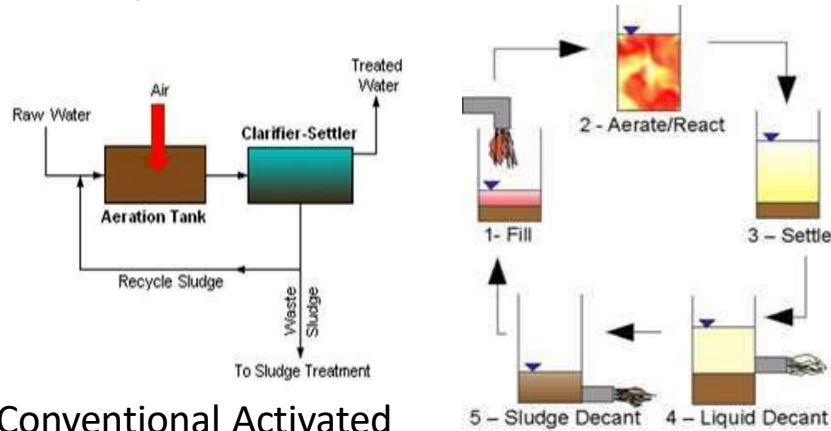 Treated
Water
Air
Raw Water
Clarifier-Settler
Aeration Tank
Recycle Sludge
Waste
Sludge
To Sludge Treatment
Conventional Activated
2 - Aerate/React
1- Fill
3 – Settle
5 – Sludge Decant
4 – Liquid Decant